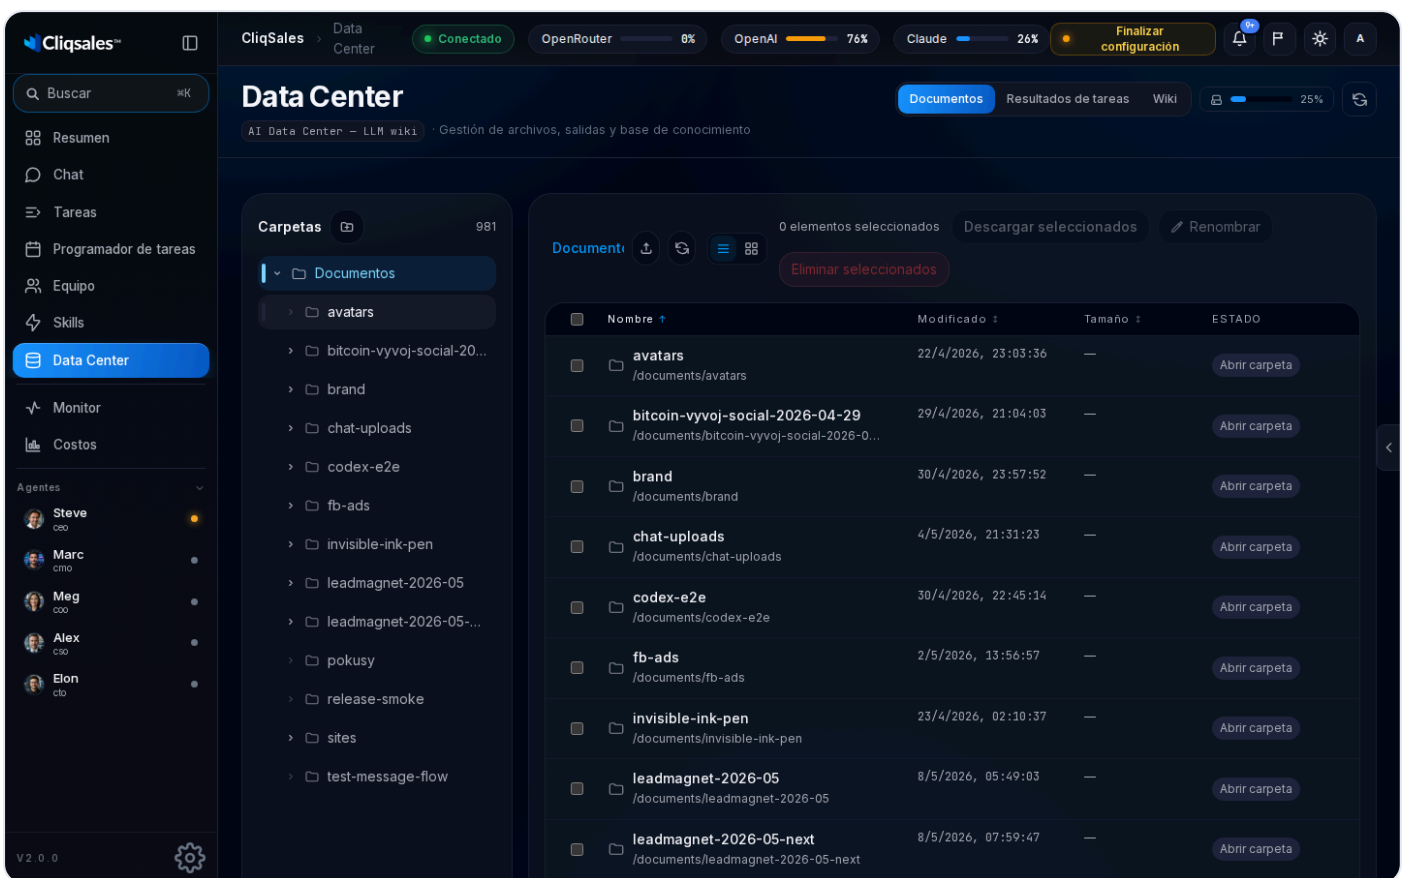 Cliqsales
Buscar ⌘K
Resumen
Chat
Tareas
Programador de tareas
Equipo
Skills
Data Center
Monitor
Costos
Agentes
Steve
ceo
Marc
cmo
Meg
coo
Alex
cso
Elon
cto
V2.0.0
CliqSales › Data Center
Conectado
OpenRouter 0%
OpenAI 76%
Claude 26%
Finalizar configuración
9+
A
Data Center
AI Data Center — LLM wiki · Gestión de archivos, salidas y base de conocimiento
Documentos Resultados de tareas Wiki
25%
Carpetas 981
Documentos
avatars
bitcoin-vyvoj-social-20...
brand
chat-uploads
codex-e2e
fb-ads
invisible-ink-pen
leadmagnet-2026-05
leadmagnet-2026-05-...
pokusy
release-smoke
sites
test-message-flow
Document
0 elementos seleccionados Descargar seleccionados Renombrar
Eliminar seleccionados
Nombre ↑ Modificado ↕ Tamaño ↕ ESTADO
avatars 22/4/2026, 23:03:36 — Abrir carpeta
/documents/avatars
bitcoin-vyvoj-social-2026-04-29 29/4/2026, 21:04:03 — Abrir carpeta
/documents/bitcoin-vyvoj-social-2026-0...
brand 30/4/2026, 23:57:52 — Abrir carpeta
/documents/brand
chat-uploads 4/5/2026, 21:31:23 — Abrir carpeta
/documents/chat-uploads
codex-e2e 30/4/2026, 22:45:14 — Abrir carpeta
/documents/codex-e2e
fb-ads 2/5/2026, 13:56:57 — Abrir carpeta
/documents/fb-ads
invisible-ink-pen 23/4/2026, 02:10:37 — Abrir carpeta
/documents/invisible-ink-pen
leadmagnet-2026-05 8/5/2026, 05:49:03 — Abrir carpeta
/documents/leadmagnet-2026-05
leadmagnet-2026-05-next 8/5/2026, 07:59:47 — Abrir carpeta
/documents/leadmagnet-2026-05-next